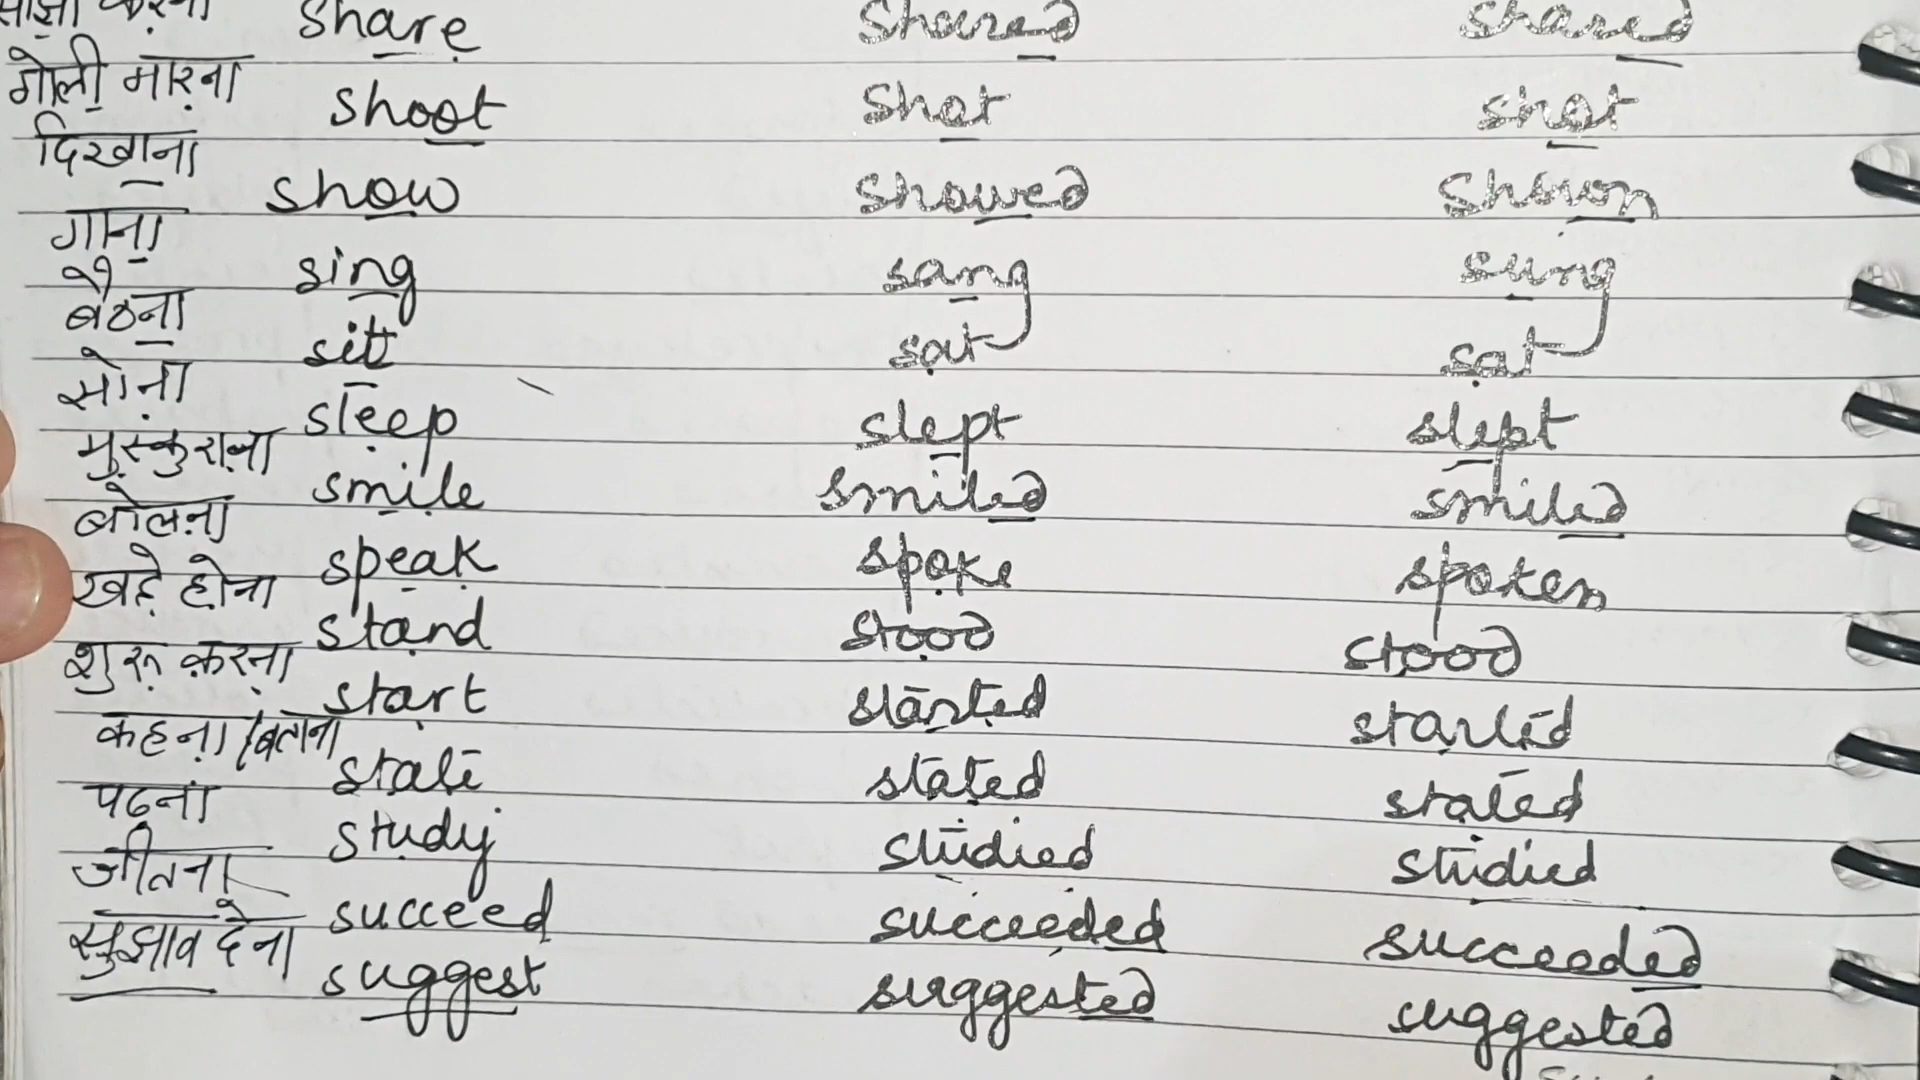 साझा करना share shared shared
गोली मारना shoot shot shot
दिखाना show showed shown
गाना sing sang sung
बैठना sit sat sat
सोना sleep slept slept
मुस्कुराना smile smiled smiled
बोलना speak spoke spoken
खड़े होना stand stood stood
शुरू करना start started started
कहना/बताना state stated stated
पढना study studied studied
जीतना succeed succeeded succeeded
सुझाव देना suggest suggested suggested